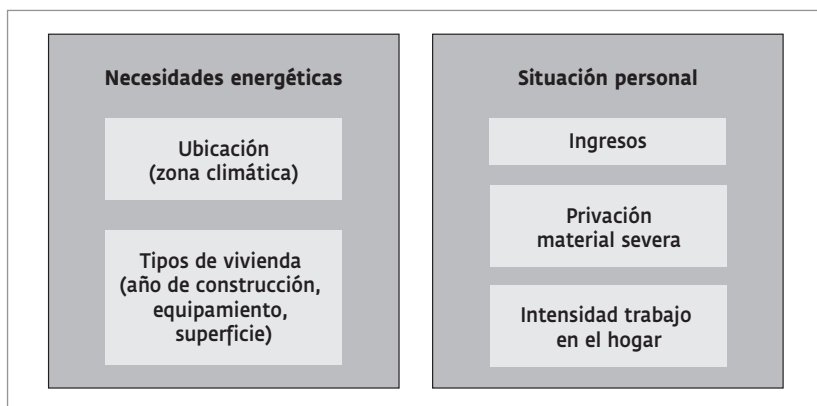 Necesidades energéticas
Ubicación
(zona climática)
Tipos de vivienda
(año de construcción,
equipamiento,
superficie)
Situación personal
Ingresos
Privación
material severa
Intensidad trabajo
en el hogar